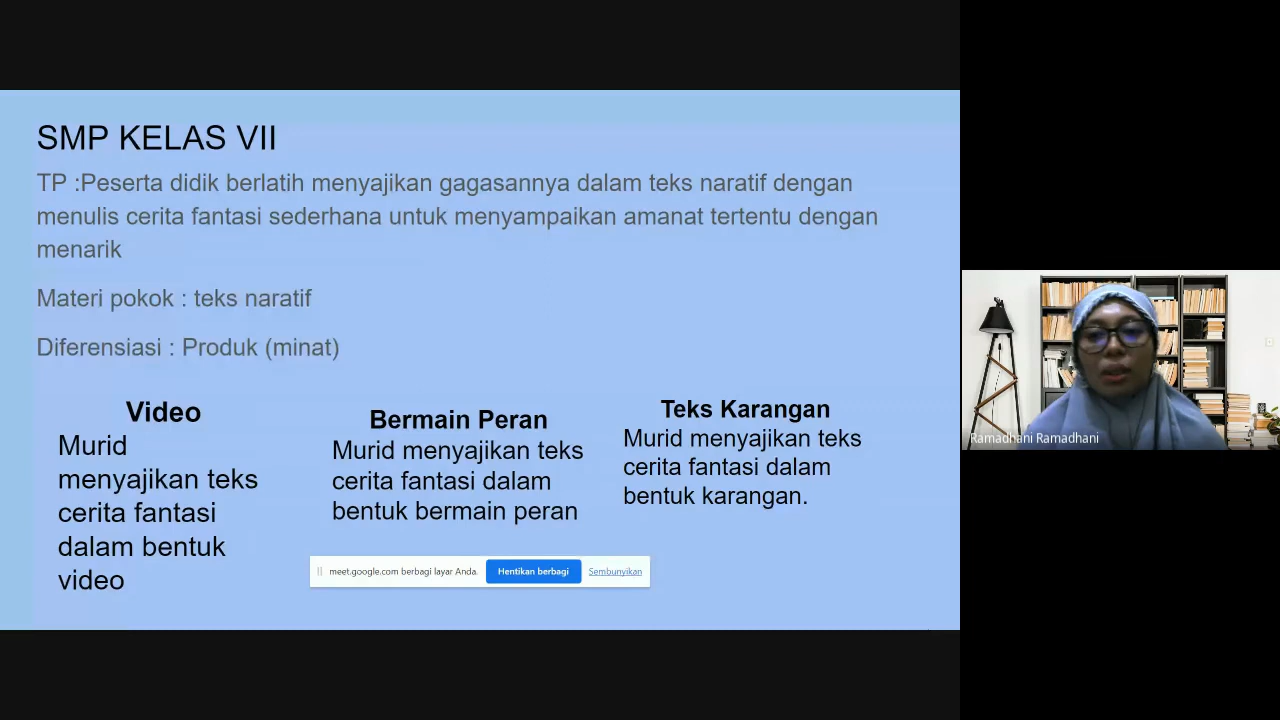 SMP KELAS VII
TP :Peserta didik berlatih menyajikan gagasannya dalam teks naratif dengan
menulis cerita fantasi sederhana untuk menyampaikan amanat tertentu dengan
menarik
Materi pokok : teks naratif
Diferensiasi : Produk (minat)
Video
Murid
menyajikan teks
cerita fantasi
dalam bentuk
video
Bermain Peran
Murid menyajikan teks
cerita fantasi dalam
bentuk bermain peran
Teks Karangan
Murid menyajikan teks
cerita fantasi dalam
bentuk karangan.
meet.google.com berbagi layar Anda. Hentikan berbagi Sembunyikan
Ramadhani Ramadhani